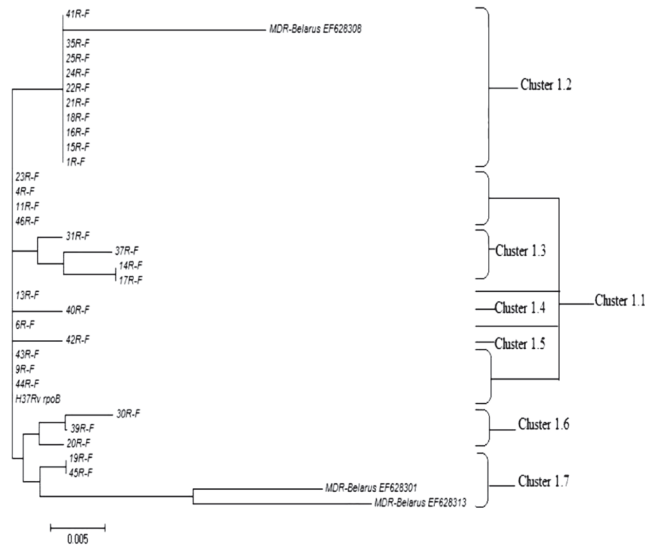 41R-F
MDR-Belarus EF628308
35R-F
25R-F
24R-F
22R-F
21R-F
18R-F
16R-F
15R-F
1R-F
Cluster 1.2
23R-F
4R-F
11R-F
46R-F
31R-F
37R-F
14R-F
17R-F
Cluster 1.3
13R-F
40R-F
Cluster 1.4
Cluster 1.1
6R-F
42R-F
Cluster 1.5
43R-F
9R-F
44R-F
H37Rv rpoB
30R-F
39R-F
20R-F
Cluster 1.6
19R-F
45R-F
MDR-Belarus EF628301
MDR-Belarus EF628313
Cluster 1.7
0.005